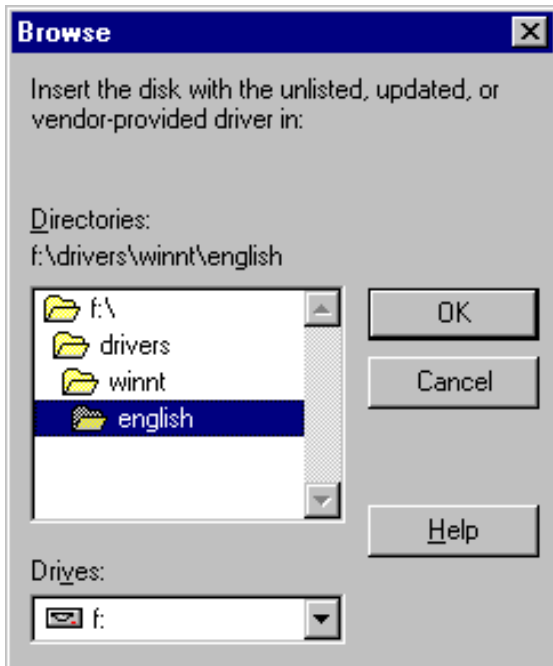 Browse
Insert the disk with the unlisted, updated, or
vendor-provided driver in:
Directories:
f:\drivers\winnt\english
f:\
drivers
winnt
english
OK
Cancel
Help
Drives:
f: